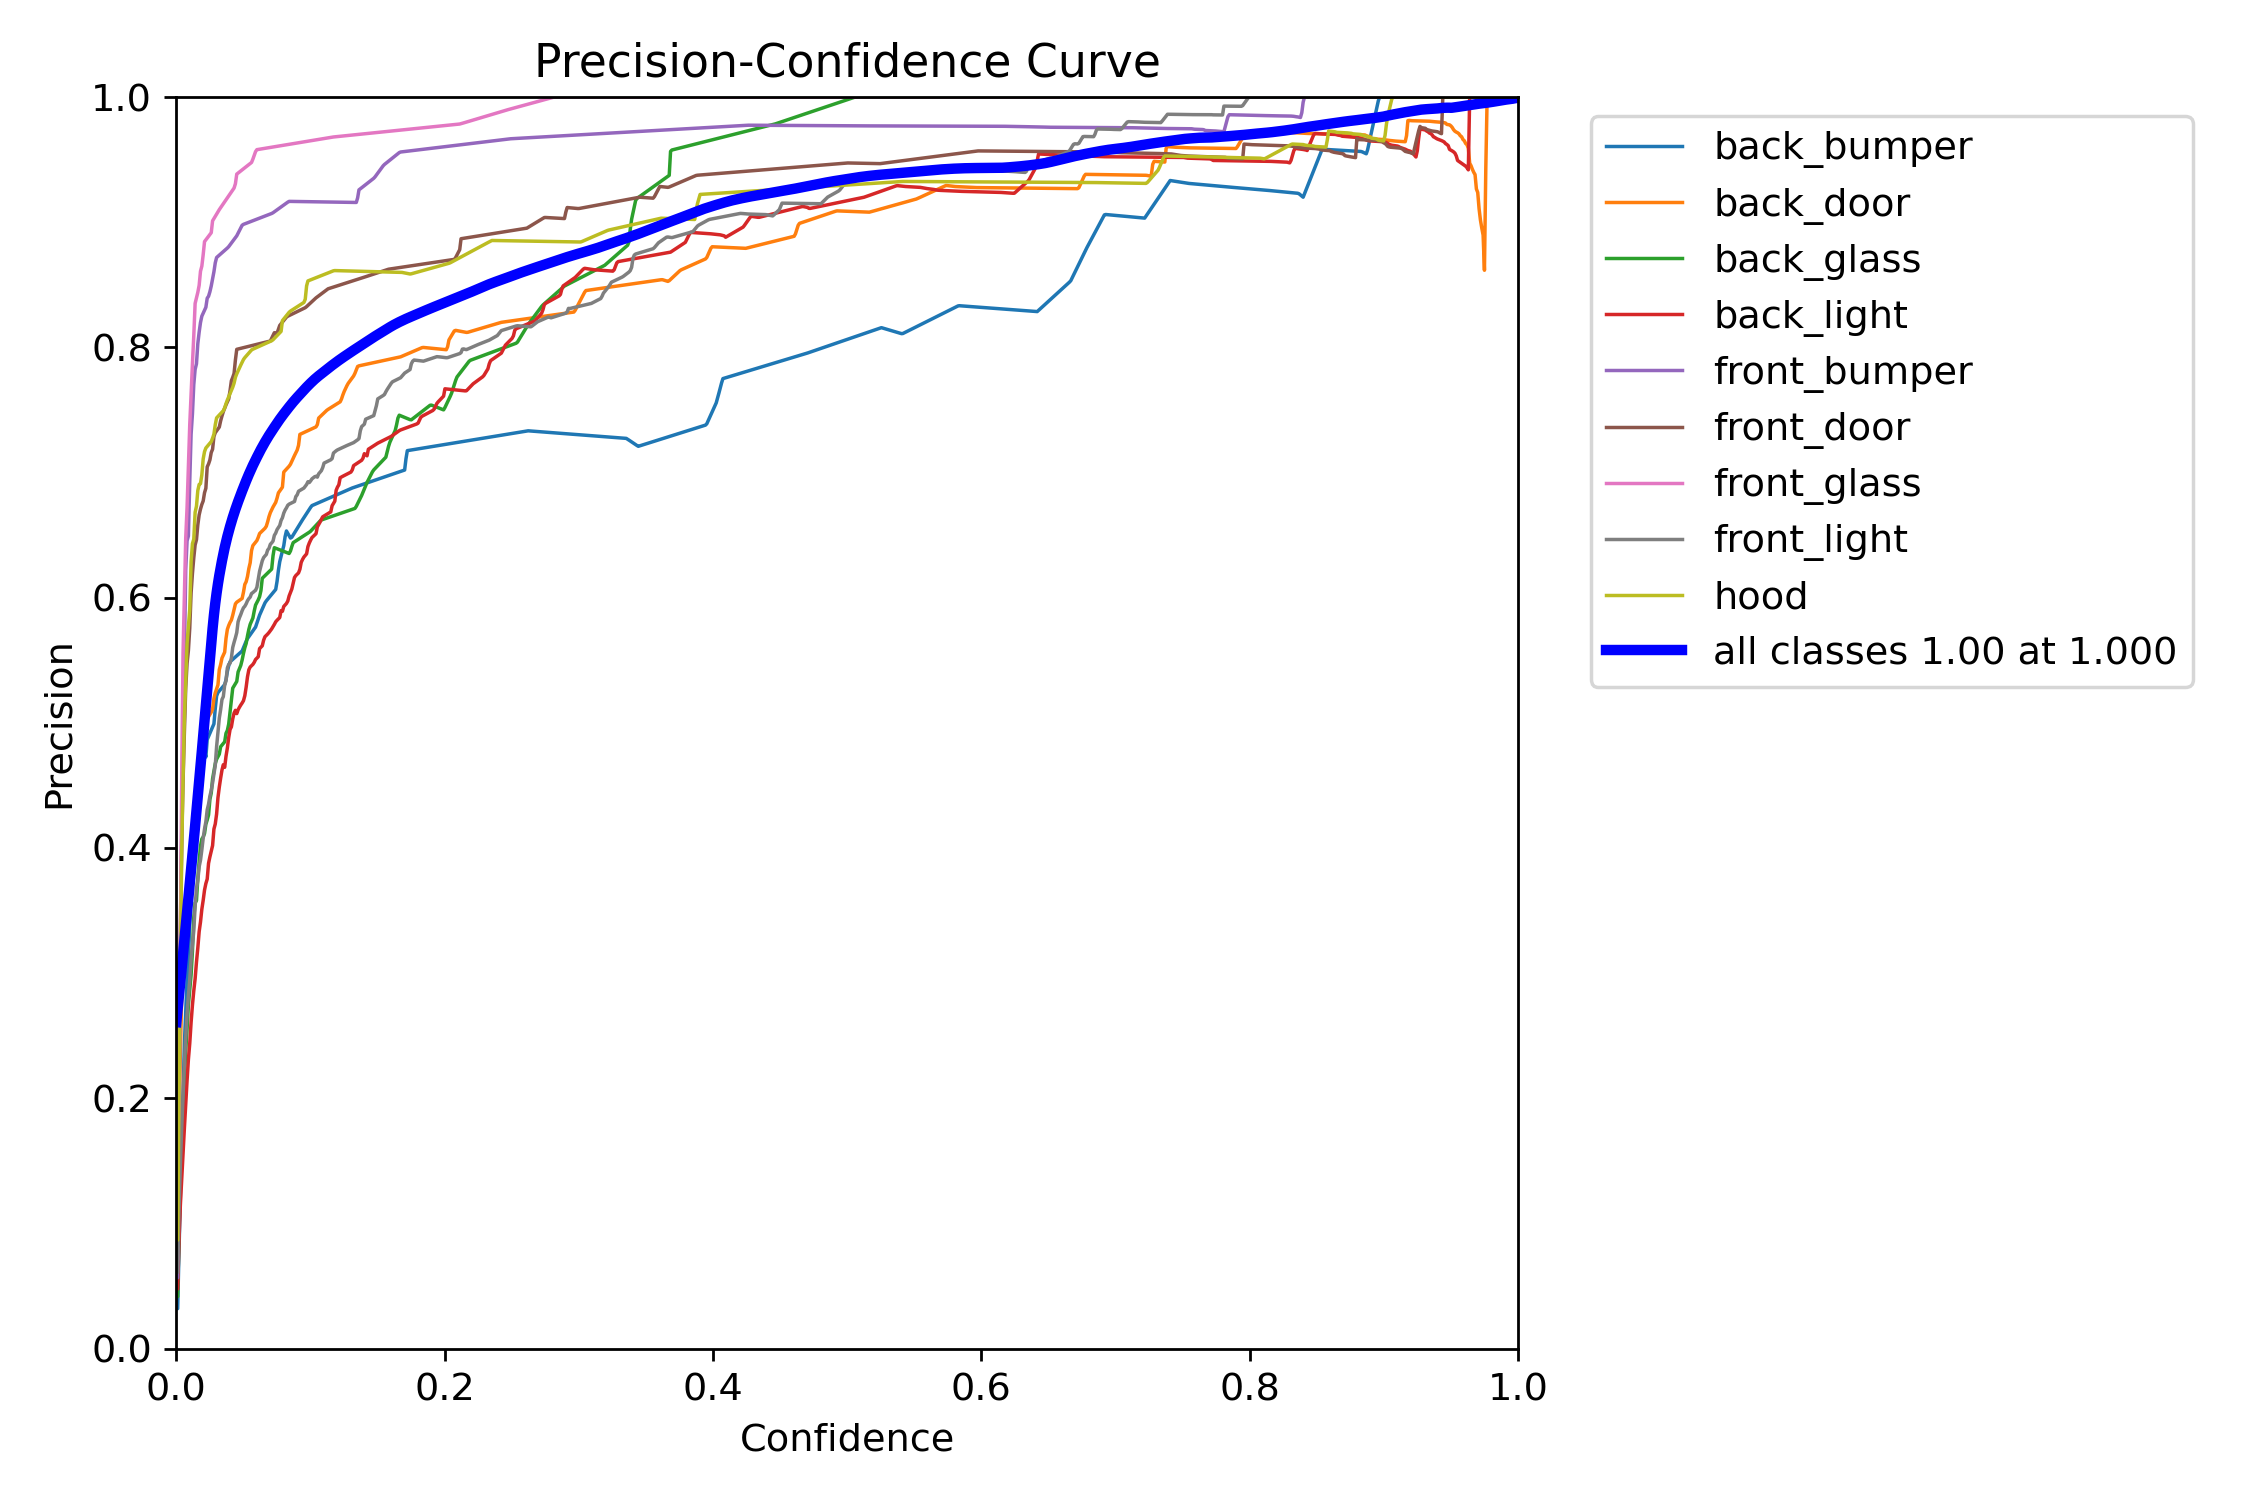 Precision-Confidence Curve
1.0
0.8
0.6
0.4
0.2
0.0
Precision
0.0 0.2 0.4 0.6 0.8 1.0
Confidence
back_bumper
back_door
back_glass
back_light
front_bumper
front_door
front_glass
front_light
hood
all classes 1.00 at 1.000